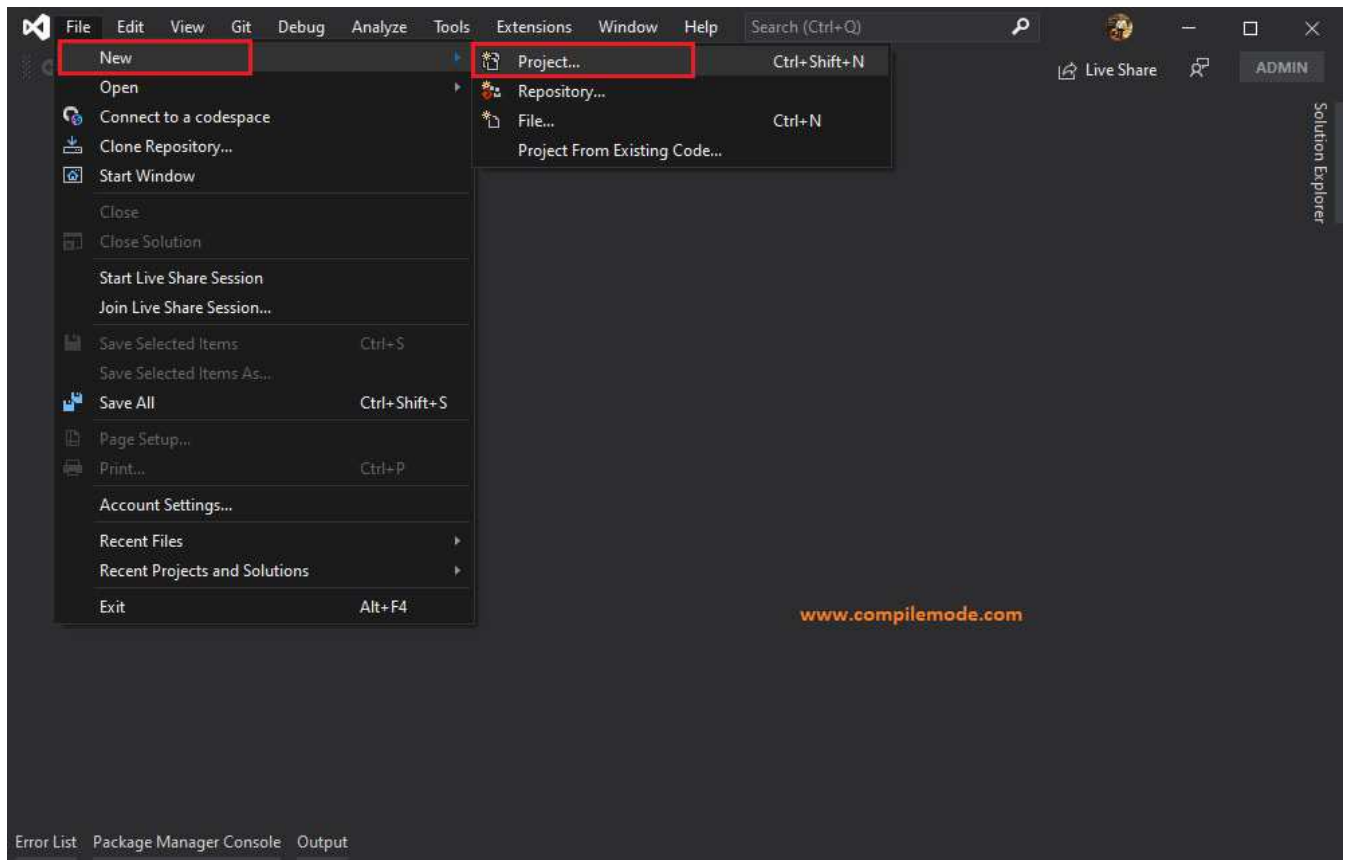 File Edit View Git Debug Analyze Tools Extensions Window Help Search (Ctrl+Q)
Live Share ADMIN
New
Open
Connect to a codespace
Clone Repository...
Start Window
Close
Close Solution
Start Live Share Session
Join Live Share Session...
Save Selected Items Ctrl+S
Save Selected Items As...
Save All Ctrl+Shift+S
Page Setup...
Print... Ctrl+P
Account Settings...
Recent Files
Recent Projects and Solutions
Exit Alt+F4
Project... Ctrl+Shift+N
Repository...
File... Ctrl+N
Project From Existing Code...
Solution Explorer
www.compilemode.com
Error List Package Manager Console Output